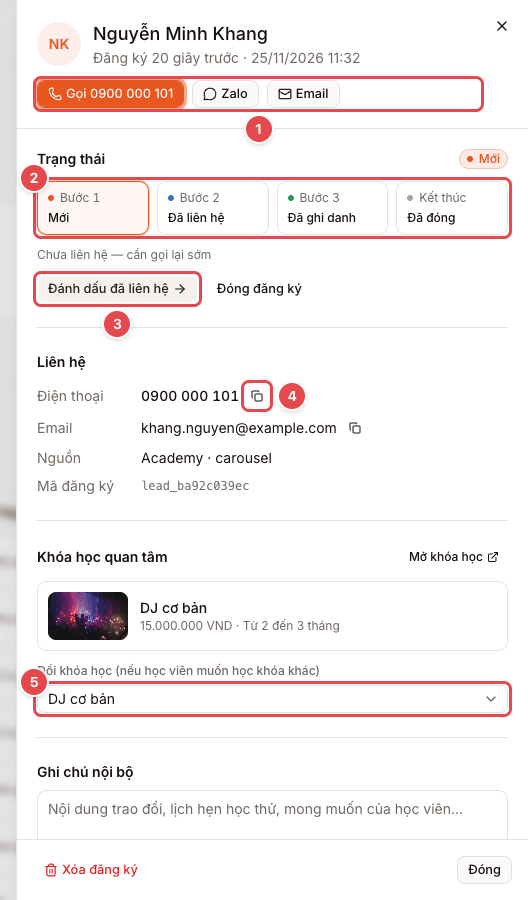 NK
Nguyễn Minh Khang
Đăng ký 20 giây trước · 25/11/2026 11:32
Gọi 0900 000 101 Zalo Email
1
Trạng thái Mới
2
Bước 1 Bước 2 Bước 3 Kết thúc
Mới Đã liên hệ Đã ghi danh Đã đóng
Chưa liên hệ — cần gọi lại sớm
Đánh dấu đã liên hệ → Đóng đăng ký
3
Liên hệ
Điện thoại 0900 000 101 4
Email khang.nguyen@example.com
Nguồn Academy · carousel
Mã đăng ký lead_ba92c039ec
Khóa học quan tâm Mở khóa học
DJ cơ bản
15.000.000 VND · Từ 2 đến 3 tháng
Đổi khóa học (nếu học viên muốn học khóa khác)
5
DJ cơ bản
Ghi chú nội bộ
Nội dung trao đổi, lịch hẹn học thử, mong muốn của học viên...
Xóa đăng ký Đóng